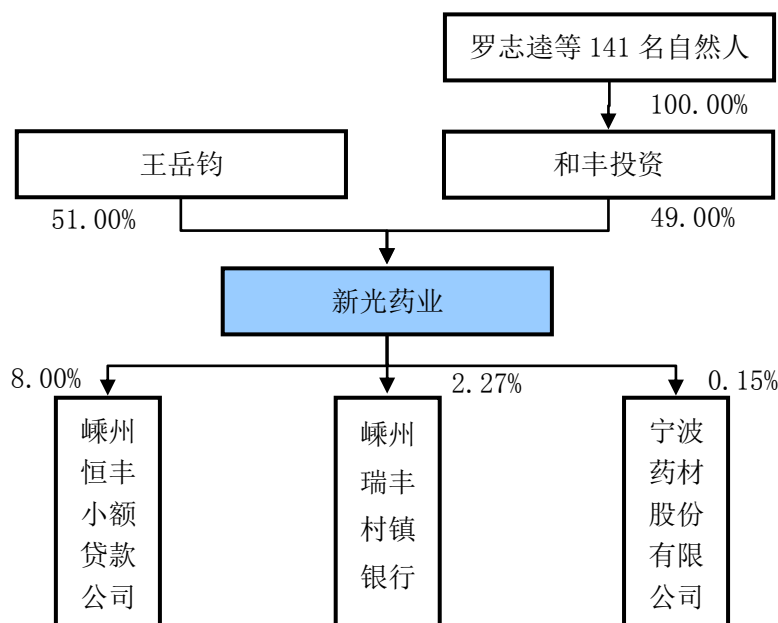 罗志逵等 141 名自然人
100.00%
王岳钧
和丰投资
51.00%
49.00%
新光药业
8.00%
2.27%
0.15%
嵊州
恒丰
小额
贷款
公司
嵊州
瑞丰
村镇
银行
宁波
药材
股份
有限
公司